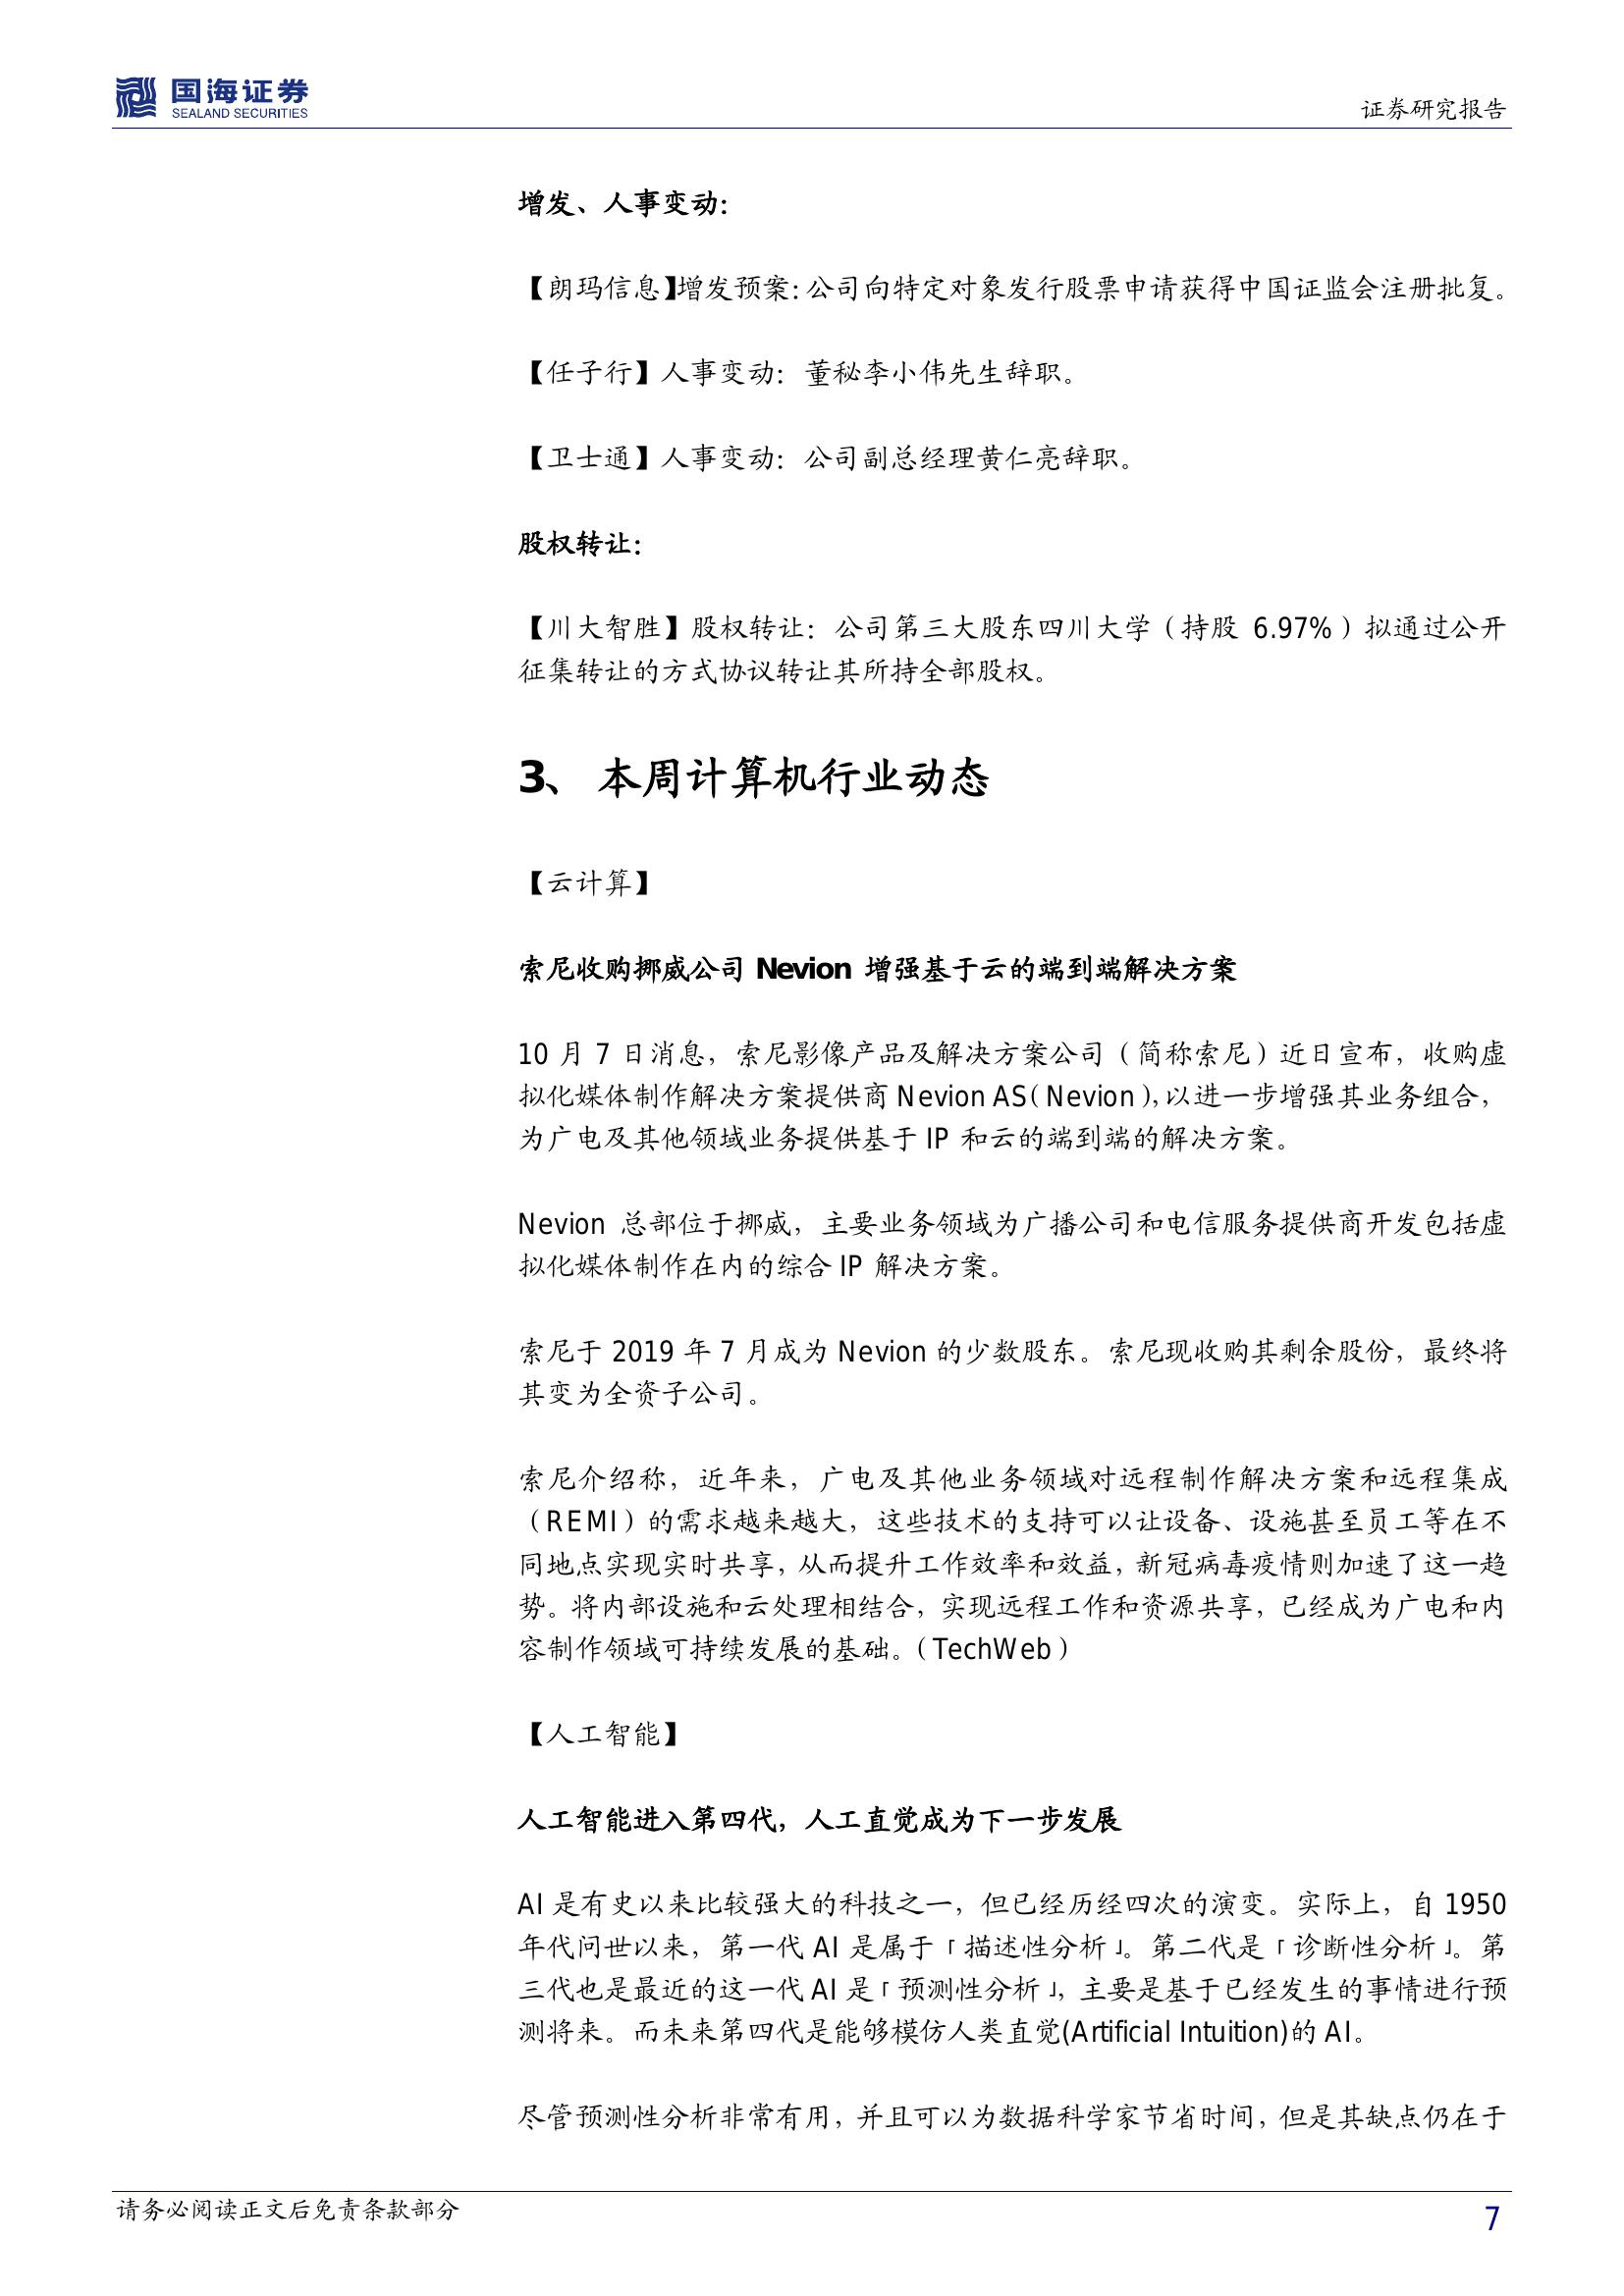 国海证券
SEALAND SECURITIES
证券研究报告
增发、人事变动：
【朗玛信息】增发预案：公司向特定对象发行股票申请获得中国证监会注册批复。
【任子行】人事变动：董秘李小伟先生辞职。
【卫士通】人事变动：公司副总经理黄仁亮辞职。
股权转让：
【川大智胜】股权转让：公司第三大股东四川大学（持股 6.97%）拟通过公开
征集转让的方式协议转让其所持全部股权。
3、 本周计算机行业动态
【云计算】
索尼收购挪威公司 Nevion 增强基于云的端到端解决方案
10 月 7 日消息，索尼影像产品及解决方案公司（简称索尼）近日宣布，收购虚
拟化媒体制作解决方案提供商 Nevion AS（Nevion），以进一步增强其业务组合，
为广电及其他领域业务提供基于 IP 和云的端到端的解决方案。
Nevion 总部位于挪威，主要业务领域为广播公司和电信服务提供商开发包括虚
拟化媒体制作在内的综合 IP 解决方案。
索尼于 2019 年 7 月成为 Nevion 的少数股东。索尼现收购其剩余股份，最终将
其变为全资子公司。
索尼介绍称，近年来，广电及其他业务领域对远程制作解决方案和远程集成
（REMI）的需求越来越大，这些技术的支持可以让设备、设施甚至员工等在不
同地点实现实时共享，从而提升工作效率和效益，新冠病毒疫情则加速了这一趋
势。将内部设施和云处理相结合，实现远程工作和资源共享，已经成为广电和内
容制作领域可持续发展的基础。（TechWeb）
【人工智能】
人工智能进入第四代，人工直觉成为下一步发展
AI 是有史以来比较强大的科技之一，但已经历经四次的演变。实际上，自 1950
年代问世以来，第一代 AI 是属于「描述性分析」。第二代是「诊断性分析」。第
三代也是最近的这一代 AI 是「预测性分析」，主要是基于已经发生的事情进行预
测将来。而未来第四代是能够模仿人类直觉(Artificial Intuition)的 AI。
尽管预测性分析非常有用，并且可以为数据科学家节省时间，但是其缺点仍在于
请务必阅读正文后免责条款部分
7